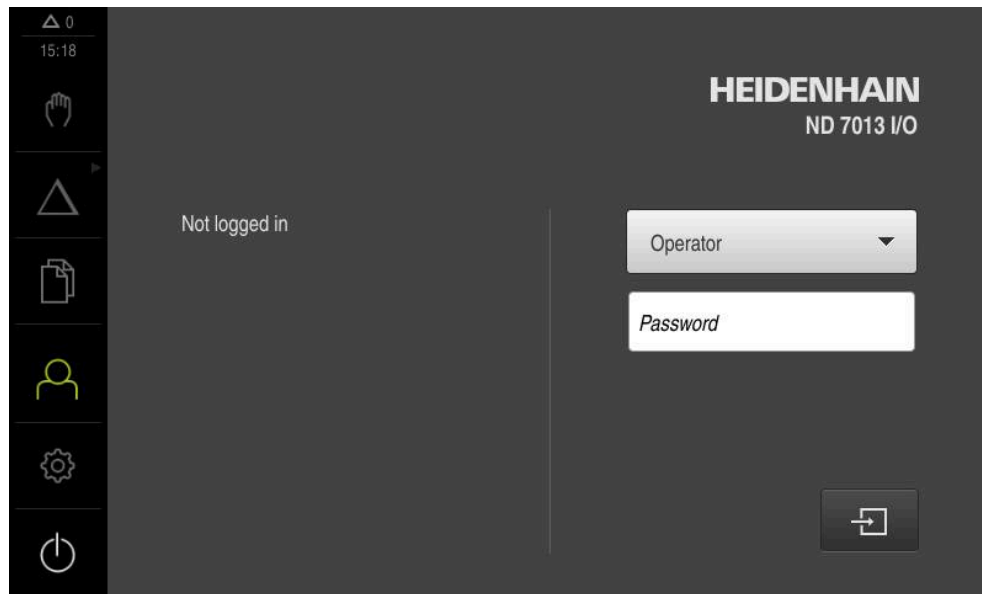 0
15:18
HEIDENHAIN
ND 7013 I/O
Not logged in
Operator
Password